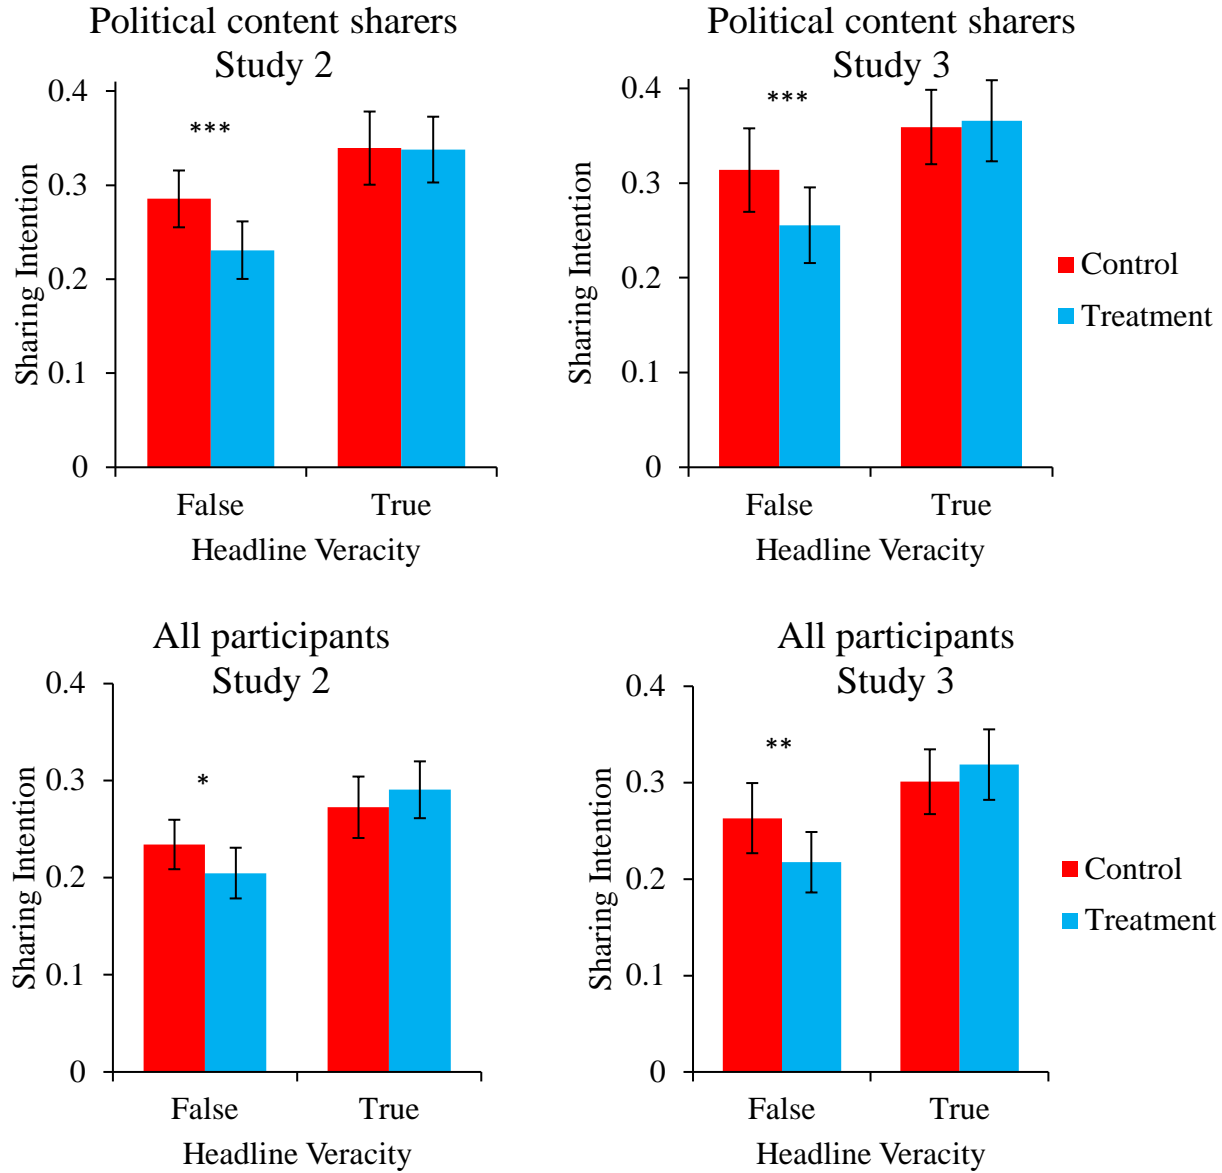 Political content sharers
Study 2
0.4
0.3
0.2
0.1
0
Sharing Intention
***
False
True
Headline Veracity
Political content sharers
Study 3
0.4
0.3
0.2
0.1
0
Sharing Intention
***
False
True
Headline Veracity
Control
Treatment
All participants
Study 2
0.4
0.3
0.2
0.1
0
Sharing Intention
*
False
True
Headline Veracity
All participants
Study 3
0.4
0.3
0.2
0.1
0
Sharing Intention
**
False
True
Headline Veracity
Control
Treatment